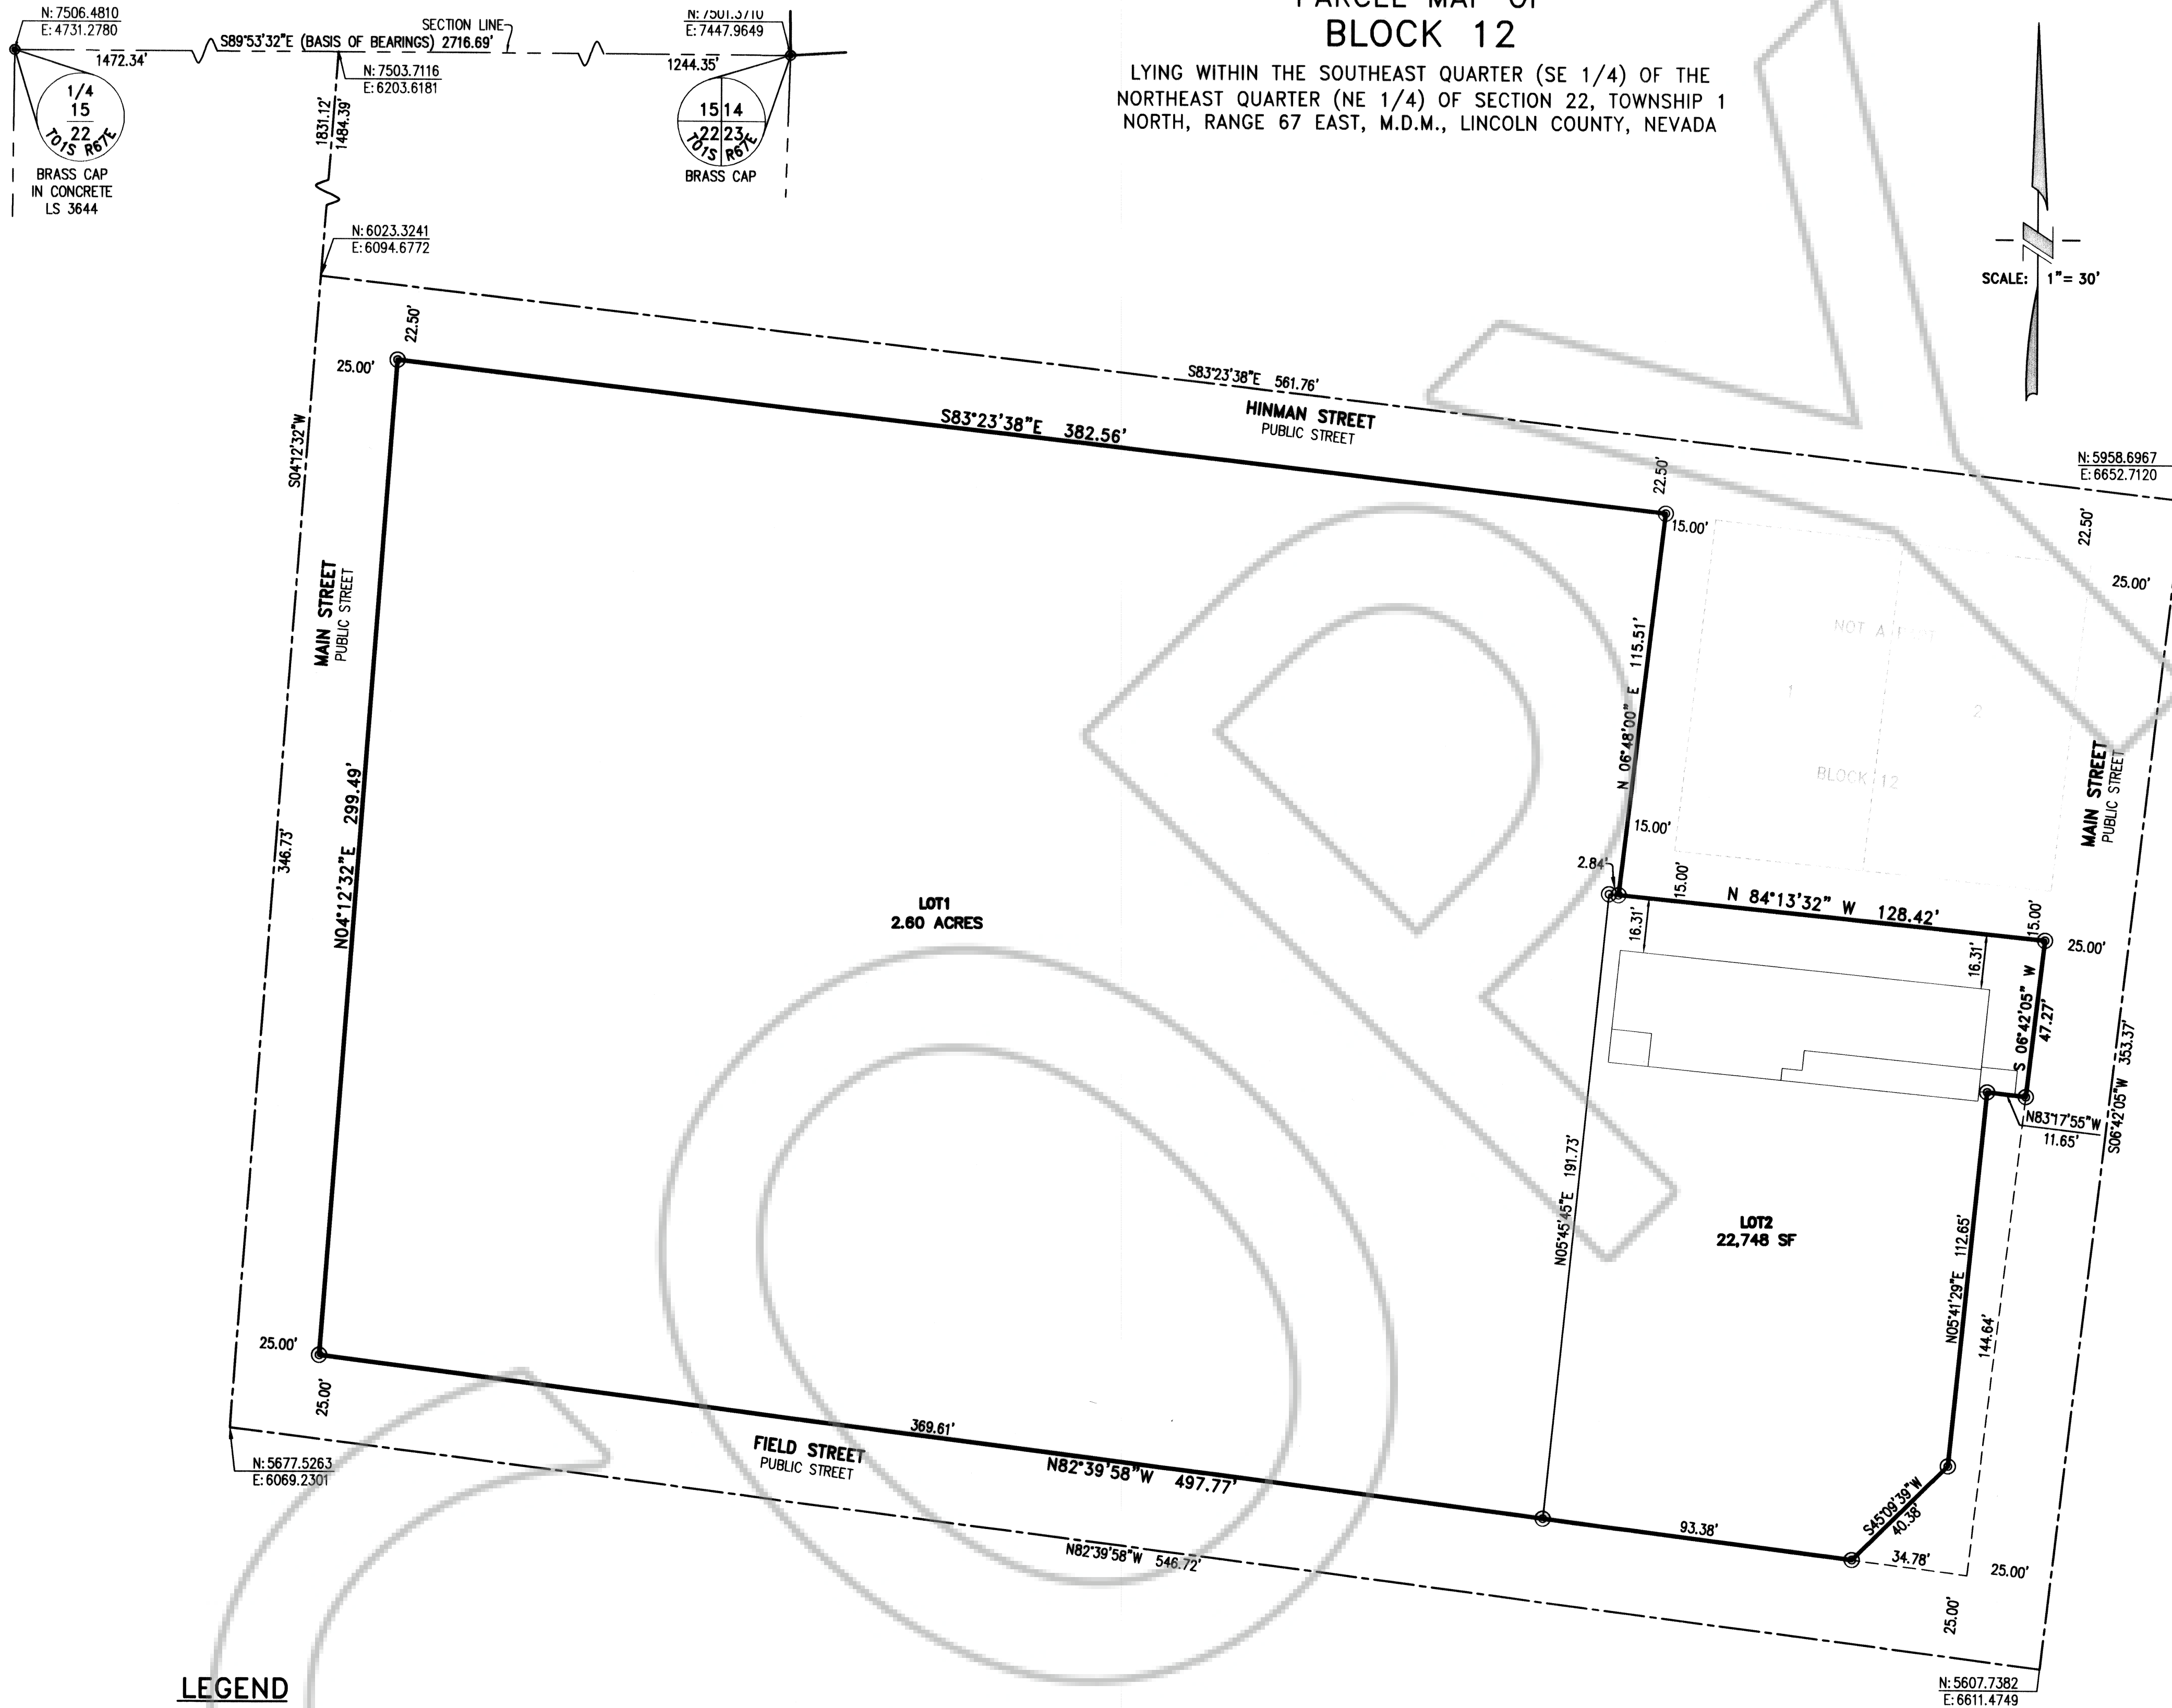 N: 7506.4810
E: 4731.2780
SECTION LINE
S89°53'32"E (BASIS OF BEARINGS) 2716.69'
1472.34'
N: 7503.7116
E: 6203.6181
1244.35'
N: 7501.3710
E: 7447.9649
1/4
15
22
T01S R67E
BRASS CAP
IN CONCRETE
LS 3644
1831.12'
1484.39'
15 14
22 23
T01S R67E
BRASS CAP
PARCEL MAP OF
BLOCK 12
LYING WITHIN THE SOUTHEAST QUARTER (SE 1/4) OF THE
NORTHEAST QUARTER (NE 1/4) OF SECTION 22, TOWNSHIP 1
NORTH, RANGE 67 EAST, M.D.M., LINCOLN COUNTY, NEVADA
SCALE: 1"= 30'
N: 6023.3241
E: 6094.6772
22.50'
25.00'
S83°23'38"E 561.76'
HINMAN STREET
PUBLIC STREET
S83°23'38"E 382.56'
S04°12'32"W
MAIN STREET
PUBLIC STREET
346.73'
N04°12'32"E 299.49'
N: 5958.6967
E: 6652.7120
22.50'
15.00'
22.50'
25.00'
NOT A PART
1
2
BLOCK 12
N 06°48'00" E 115.51'
15.00'
2.84'
15.00'
MAIN STREET
PUBLIC STREET
LOT1
2.60 ACRES
N 84°13'32" W 128.42'
15.00'
25.00'
16.31'
16.31'
S 06°42'05" W
47.27'
S06°42'05"W 353.37'
N83°17'55"W
11.65'
N05°45'45"E 191.73'
LOT2
22,748 SF
N05°41'29"E 112.65'
144.64'
25.00'
25.00'
369.61'
FIELD STREET
PUBLIC STREET
N82°39'58"W 497.77'
N82°39'58"W 546.72'
93.38'
S45°09'39"W
40.38'
34.78'
25.00'
25.00'
N: 5677.5263
E: 6069.2301
N: 5607.7382
E: 6611.4749
LEGEND
COPY